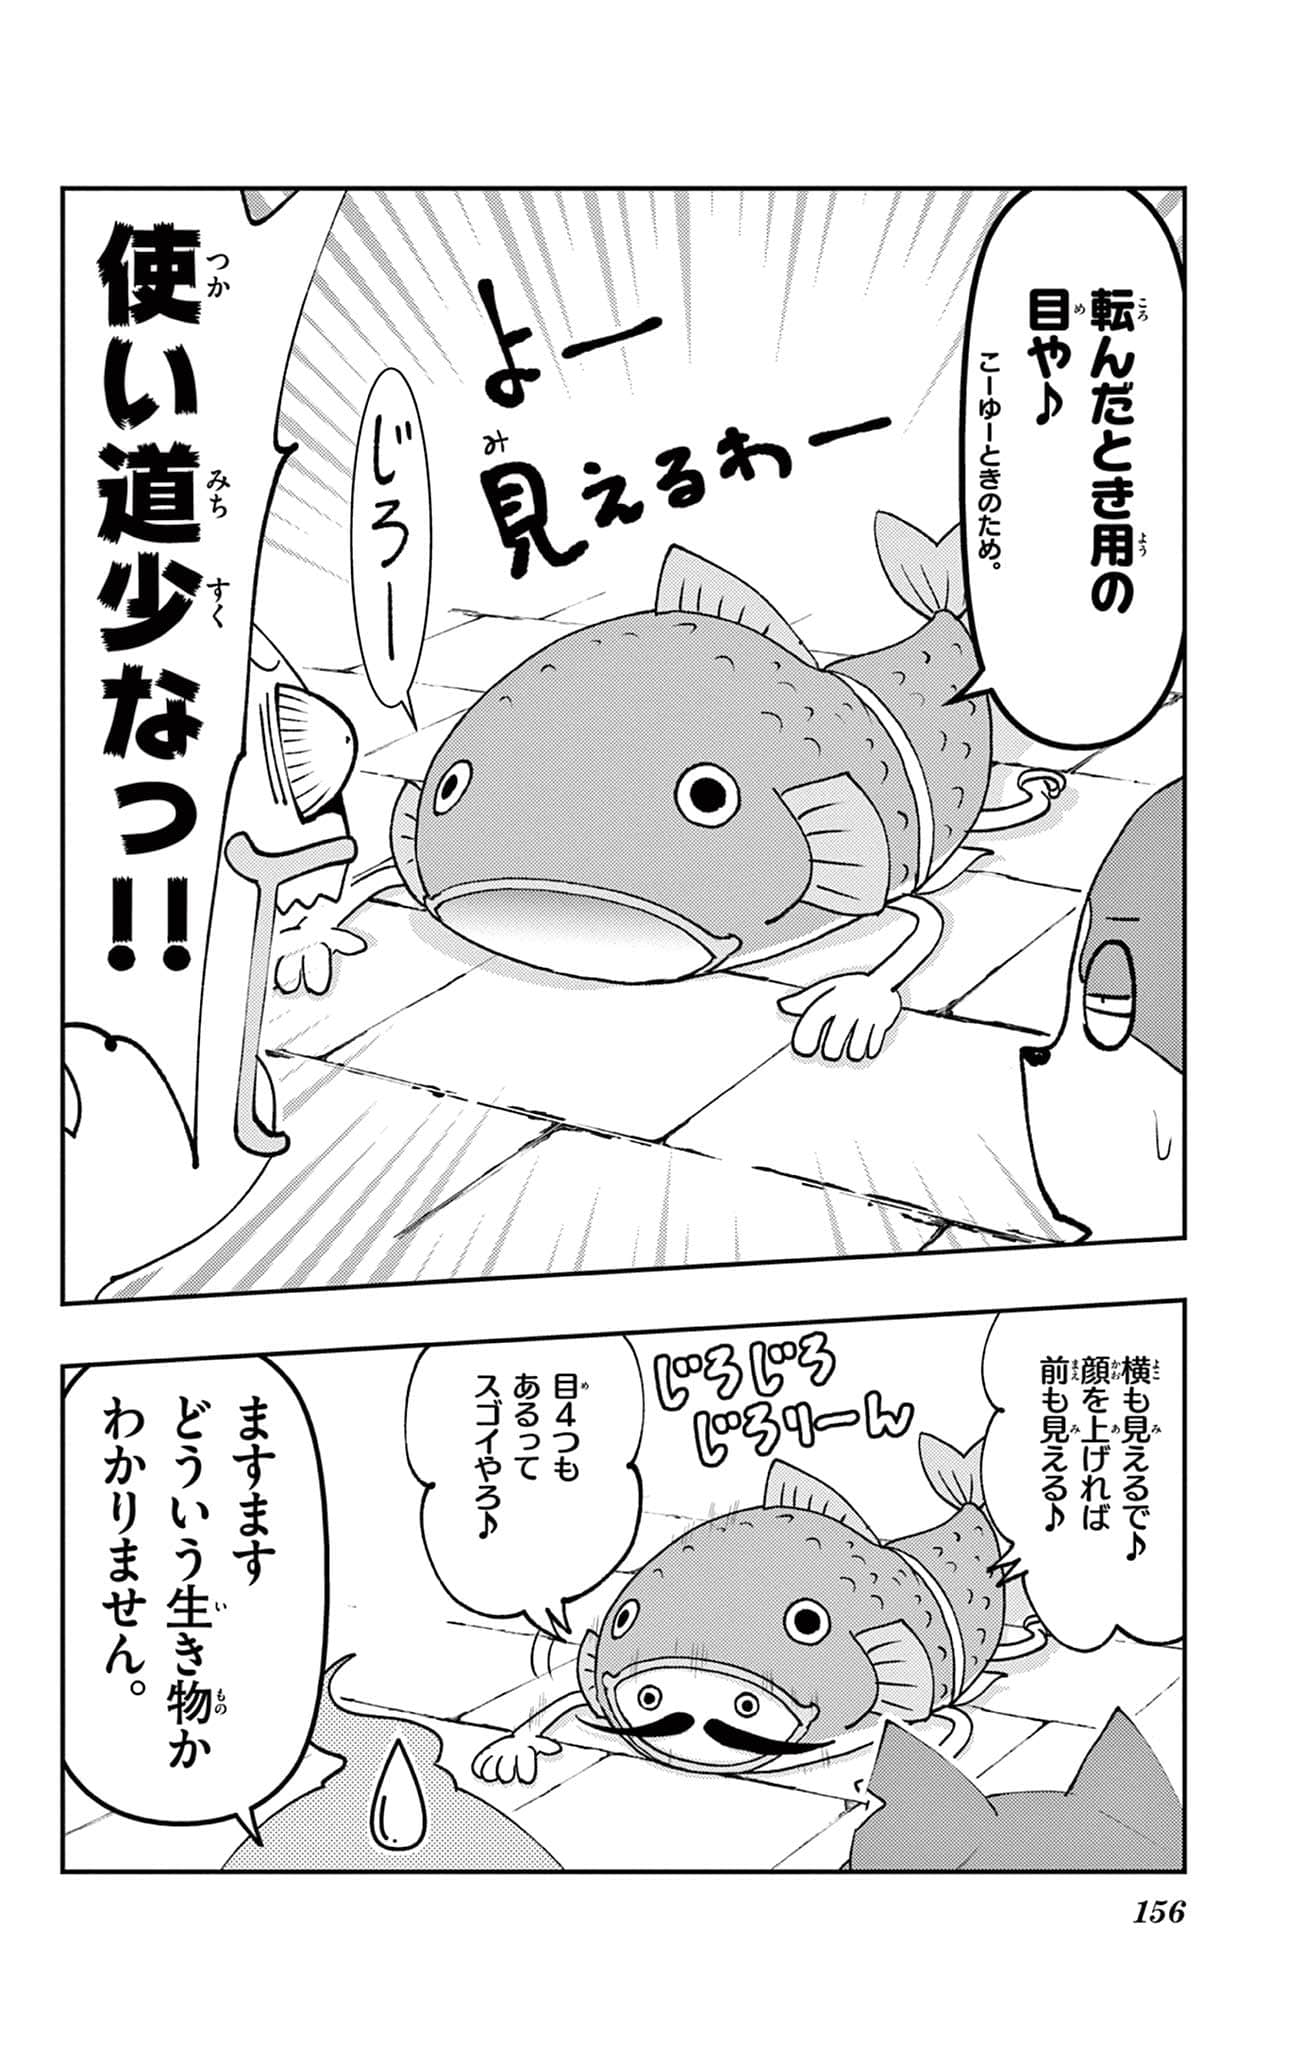 転んだとき用の
目や♪
こーゆーときのため。
よー
見えるわー
じろー
使い道少なっ!!
横も見えるで♪
顔を上げれば
前も見える♪
じろじろ
じろりーん
目4つも
あるって
スゴイやろ♪
ますます
どういう生き物か
わかりません。
156